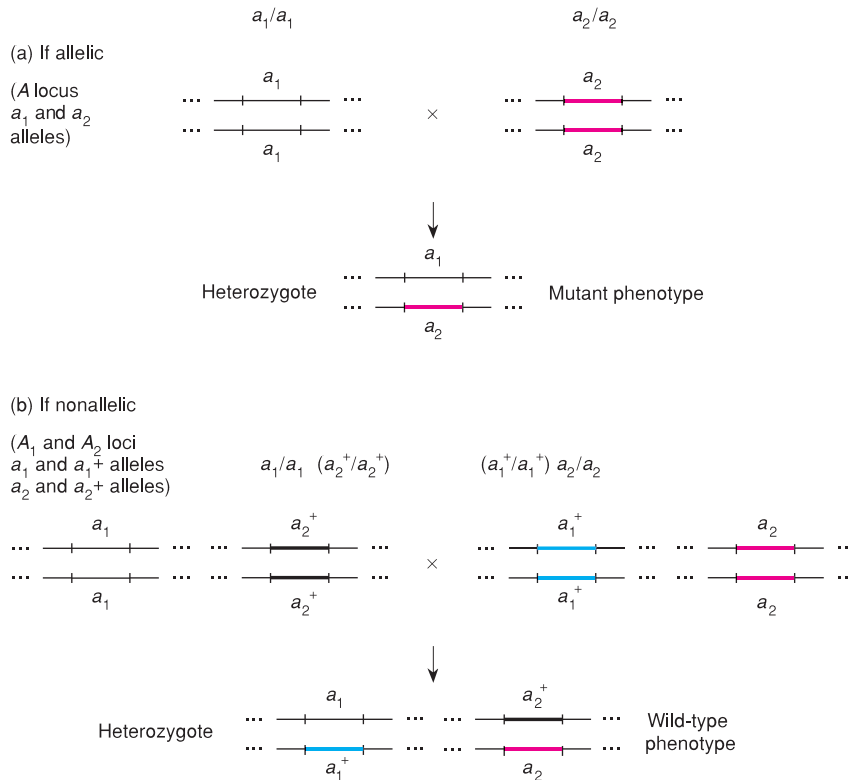 a₁/a₁ a₂/a₂
(a) If allelic
(A locus
a₁ and a₂
alleles)
a₁ a₂
... ... × ... ...
... ... ... ...
a₁ a₂
a₁
... ...
Heterozygote Mutant phenotype
... ...
a₂
(b) If nonallelic
(A₁ and A₂ loci
a₁ and a₁+ alleles
a₂ and a₂+ alleles)
a₁/a₁ (a₂⁺/a₂⁺) (a₁⁺/a₁⁺) a₂/a₂
a₁ a₂⁺ a₁⁺ a₂
... ... ... ... × ... ... ... ...
... ... ... ... ... ... ... ...
a₁ a₂⁺ a₁⁺ a₂
a₁ a₂⁺
... ... ... ...
Heterozygote Wild-type
phenotype
... ... ... ...
a₁⁺ a₂